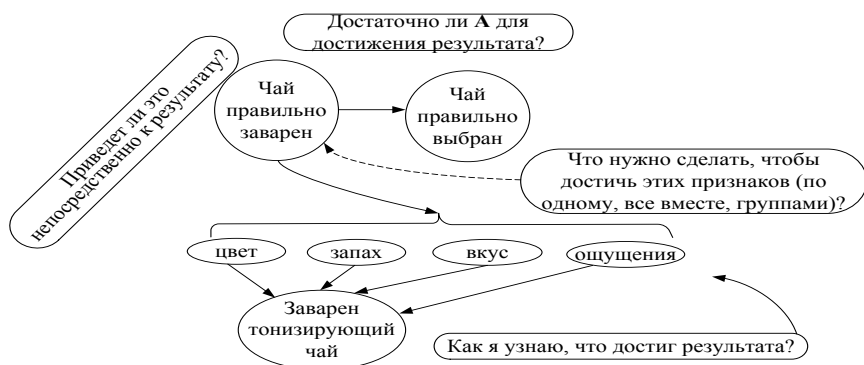 Достаточно ли А для
достижения результата?
Приведет ли это
непосредственно к результату?
Чай
правильно
заварен
Чай
правильно
выбран
Что нужно сделать, чтобы
достичь этих признаков (по
одному, все вместе, группами)?
цвет
запах
вкус
ощущения
Заварен
тонизирующий
чай
Как я узнаю, что достиг результата?